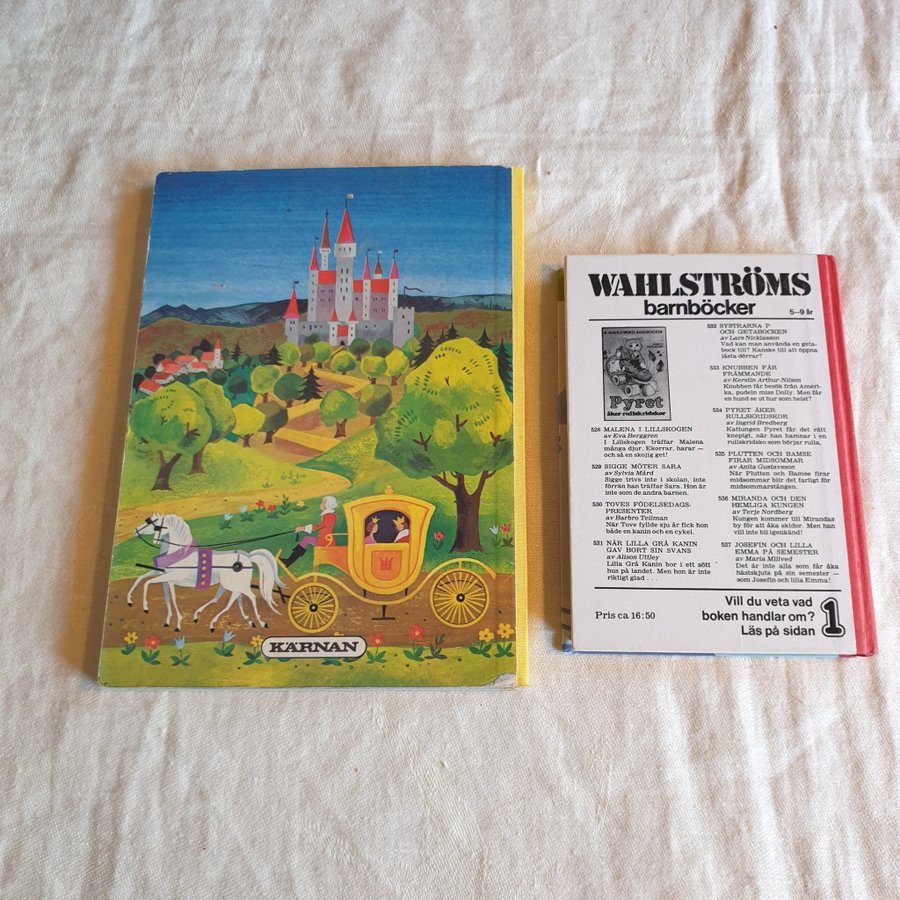 KÄRNAN
WAHLSTRÖMS
barnböcker
5–9 år
Pyret
åker rullskridskor
528 MALENA I LILLSKOGEN
av Eva Berggren
I Lillskogen träffar Malena
många djur. Ekorrar, harar —
och så en skojig get!
529 SIGGE MÖTER SARA
av Sylvia Mård
Sigge trivs inte i skolan, inte
förrän han träffar Sara. Hon är
inte som de andra barnen.
530 TOVES FÖDELSEDAGS-
PRESENTER
av Barbro Tellman
När Tove fyllde sju år fick hon
både en kanin och en cykel.
531 NÄR LILLA GRÅ KANIN
GAV BORT SIN SVANS
av Alison Uttley
Lilla Grå Kanin bor i ett sött
hus på landet. Men hon är inte
riktigt glad . . .
532 SYSTRARNA P
OCH GETABOCKEN
av Lars Nicklasson
Vad kan man använda en geta-
bock till? Kanske till att öppna
låsta dörrar?
533 KNUBBEN FÅR
FRÄMMANDE
av Kerstin Arthur-Nilson
Knubben får besök från Ameri-
ka, pudeln miss Dolly. Men får
en hund se ut hur som helst?
534 PYRET ÅKER
RULLSKRIDSKOR
av Ingrid Bredberg
Kattungen Pyret får det rätt
knepigt, när han hamnar i en
rullskridsko som börjar rulla.
535 PLUTTEN OCH BAMSE
FIRAR MIDSOMMAR
av Anita Gustavsson
När Plutten och Bamse firar
midsommar blir det farligt för
midsommarstången.
536 MIRANDA OCH DEN
HEMLIGA KUNGEN
av Terje Nordberg
Kungen kommer till Mirandas
by för att åka skidor. Men han
vill inte bli igenkänd!
537 JOSEFIN OCH LILLA
EMMA PÅ SEMESTER
av Maria Millved
Det är inte alla som får åka
hästskjuts på sin semester —
som Josefin och lilla Emma!
Pris ca 16:50
Vill du veta vad
boken handlar om?
Läs på sidan 1